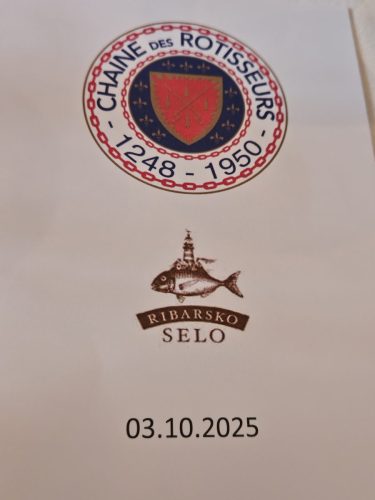 CHAINE DES ROTISSEURS
- 1248 - 1950 -
RIBARSKO
SELO
03.10.2025